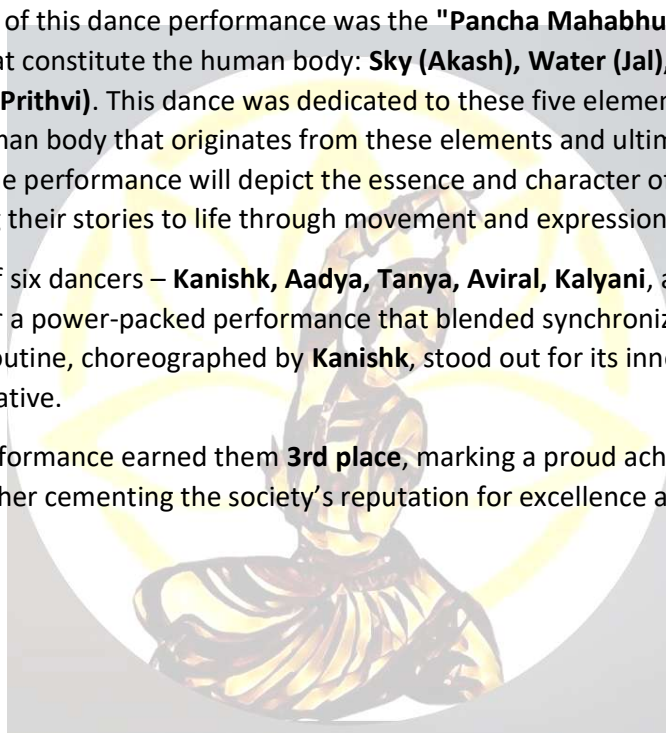 of this dance performance was the "Pancha Mahabhu
at constitute the human body: Sky (Akash), Water (Jal),
Prithvi). This dance was dedicated to these five elemen
man body that originates from these elements and ultim
e performance will depict the essence and character of
g their stories to life through movement and expression
f six dancers – Kanishk, Aadya, Tanya, Aviral, Kalyani, a
r a power-packed performance that blended synchroniz
outine, choreographed by Kanishk, stood out for its inn
ative.
formance earned them 3rd place, marking a proud ach
her cementing the society’s reputation for excellence a